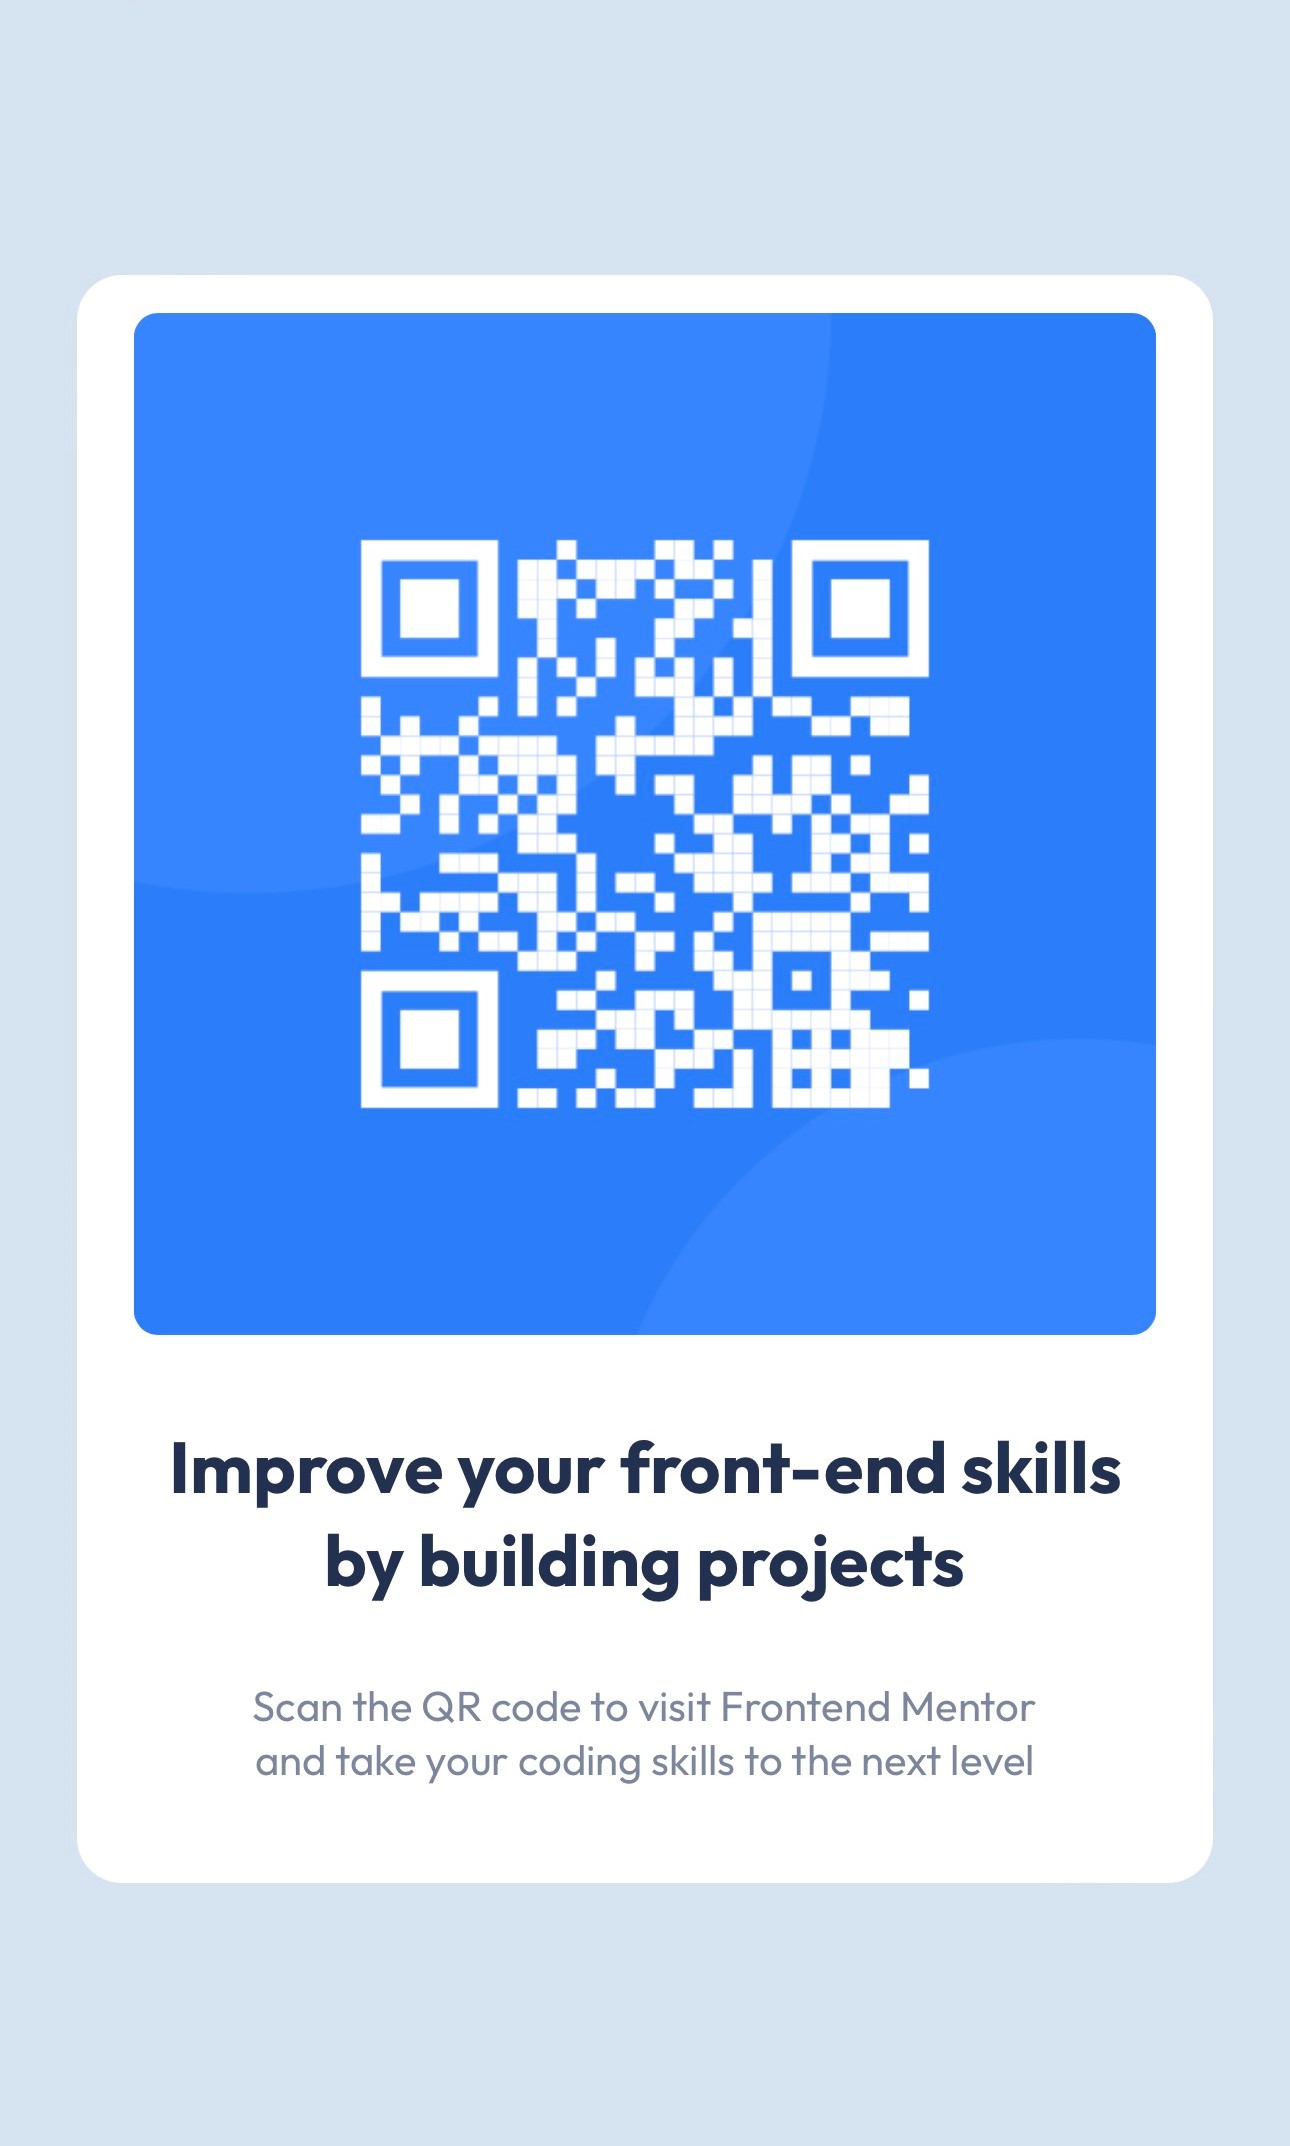 Improve your front-end skills
by building projects
Scan the QR code to visit Frontend Mentor
and take your coding skills to the next level